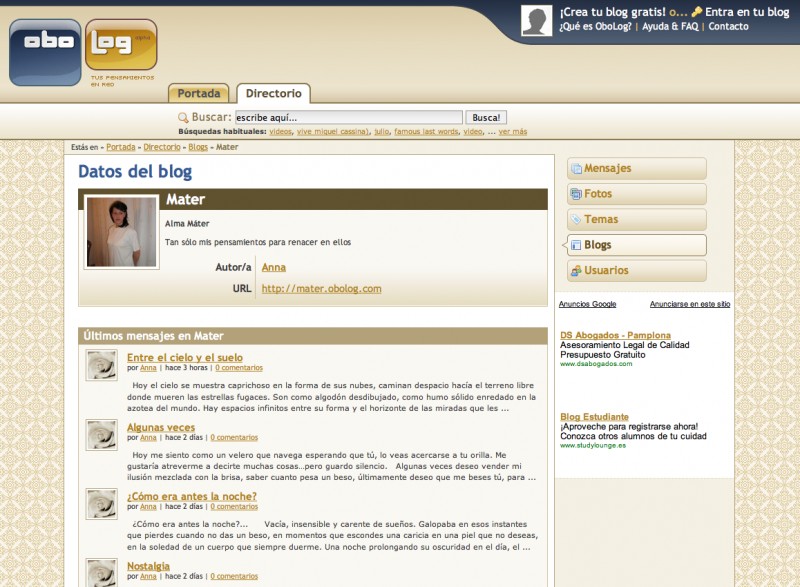 ¡Crea tu blog gratis! o... Entra en tu blog
¿Qué es OboLog? | Ayuda & FAQ | Contacto
obo log alpha
TUS PENSAMIENTOS
EN RED
Portada Directorio
Buscar: escribe aquí... Busca!
Búsquedas habituales: videos, vive miguel cassina), julio, famous last words, video, ... ver más
Estás en » Portada » Directorio » Blogs » Mater
Datos del blog
Mater
Alma Máter
Tan sólo mis pensamientos para renacer en ellos
Autor/a Anna
URL http://mater.obolog.com
Últimos mensajes en Mater
Entre el cielo y el suelo
por Anna | hace 3 horas | 0 comentarios
Hoy el cielo se muestra caprichoso en la forma de sus nubes, caminan despacio hacía el terreno libre
donde mueren las estrellas fugaces. Son como algodón desdibujado, como humo sólido enredado en la
azotea del mundo. Hay espacios infinitos entre su forma y el horizonte de las miradas que les ...
Algunas veces
por Anna | hace 2 días | 0 comentarios
Hoy me siento como un velero que navega esperando que tú, lo veas acercarse a tu orilla. Me
gustaría atreverme a decirte muchas cosas...pero guardo silencio. Algunas veces deseo vender mi
ilusión mezclada con la brisa, saber cuanto pesa un beso, últimamente deseo que me beses tú, para ...
¿Cómo era antes la noche?
por Anna | hace 2 días | 0 comentarios
¿Cómo era antes la noche?... Vacía, insensible y carente de sueños. Galopaba en esos instantes
que pierdes cuando no das un beso, en momentos que escondes una caricia en una piel que no deseas,
en la soledad de un cuerpo que siempre duerme. Una noche prolongando su oscuridad en el día, el ...
Nostalgia
por Anna | hace 2 días | 0 comentarios
Mensajes
Fotos
Temas
Blogs
Usuarios
Anuncios Google Anunciarse en este sitio
DS Abogados - Pamplona
Asesoramiento Legal de Calidad
Presupuesto Gratuito
www.dsabogados.com
Blog Estudiante
¡Aproveche para registrarse ahora!
Conozca otros alumnos de tu cuidad
www.studylounge.es